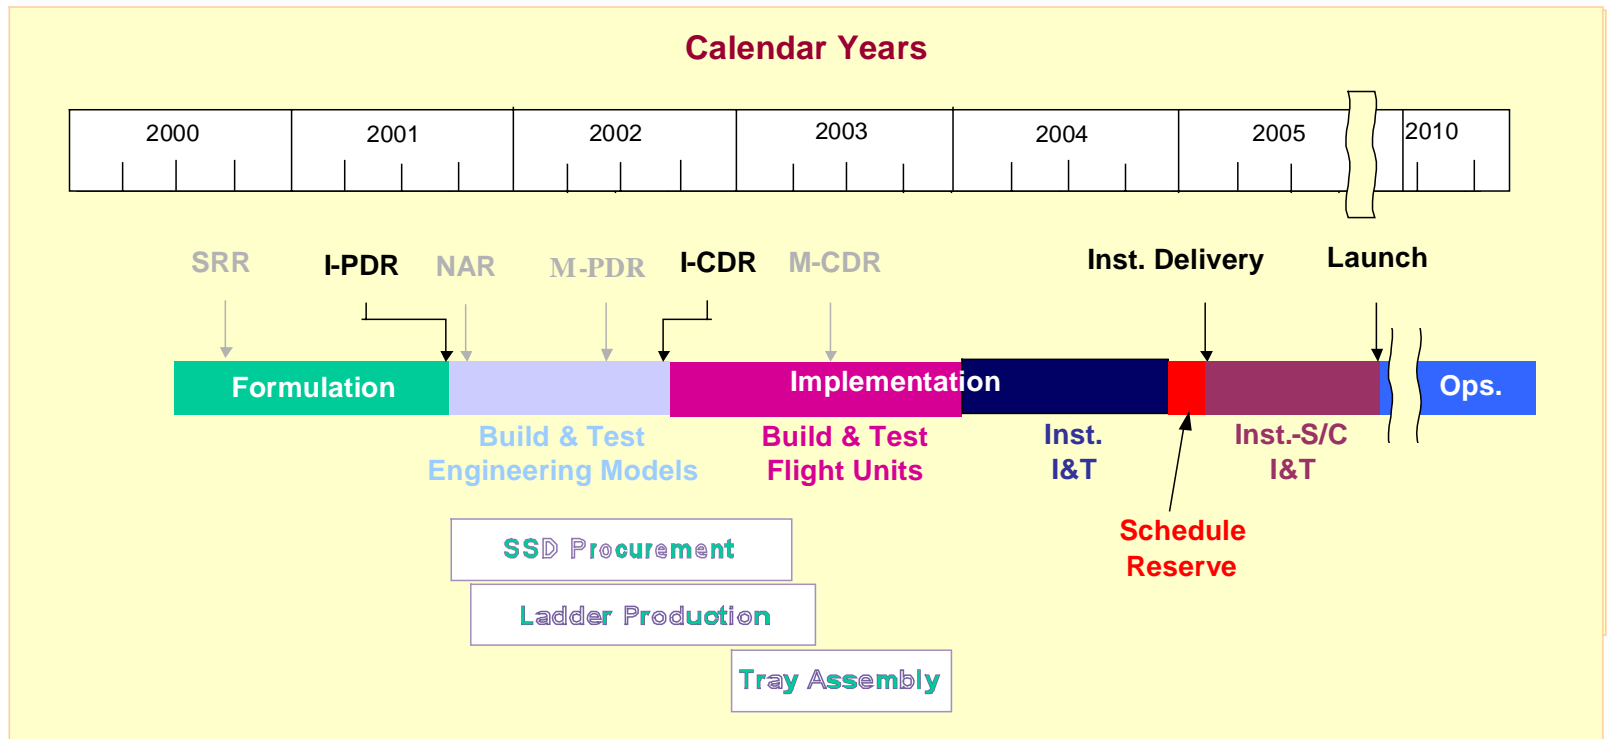 Calendar Years
2000 2001 2002 2003 2004 2005 2010
SRR I-PDR NAR M-PDR I-CDR M-CDR Inst. Delivery Launch
Formulation Implementation Ops.
Build & Test
Engineering Models
Build & Test
Flight Units
Inst.
I&T
Inst.-S/C
I&T
Schedule
Reserve
SSD Procurement
Ladder Production
Tray Assembly